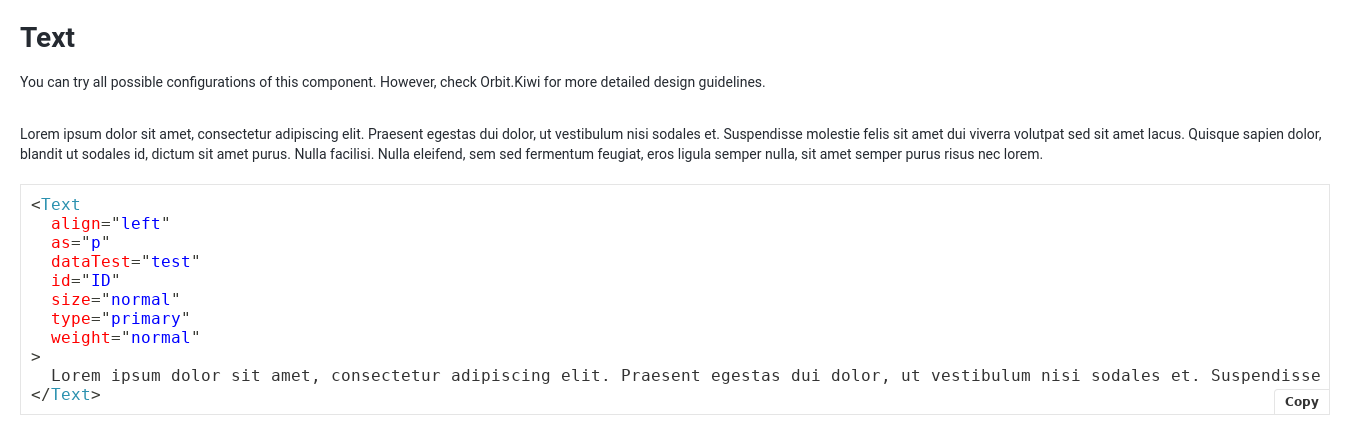 Text
You can try all possible configurations of this component. However, check Orbit.Kiwi for more detailed design guidelines.
Lorem ipsum dolor sit amet, consectetur adipiscing elit. Praesent egestas dui dolor, ut vestibulum nisi sodales et. Suspendisse molestie felis sit amet dui viverra volutpat sed sit amet lacus. Quisque sapien dolor,
blandit ut sodales id, dictum sit amet purus. Nulla facilisi. Nulla eleifend, sem sed fermentum feugiat, eros ligula semper nulla, sit amet semper purus risus nec lorem.
<Text
  align="left"
  as="p"
  dataTest="test"
  id="ID"
  size="normal"
  type="primary"
  weight="normal"
>
  Lorem ipsum dolor sit amet, consectetur adipiscing elit. Praesent egestas dui dolor, ut vestibulum nisi sodales et. Suspendisse
</Text>
Copy